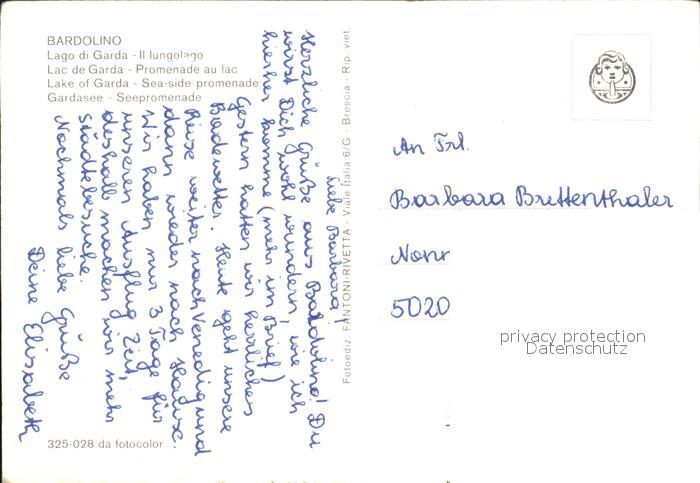 BARDOLINO
Lago di Garda - Il lungolago
Lac de Garda - Promenade au lac
Lake of Garda - Sea-side promenade
Gardasee - Seepromenade
Liebe Barbara!
Herzliche Grüße aus Bardolino! Du
wirst Dich wohl wundern, wie ich
hierher komme (mehr im Brief)
Gestern hatten wir herrliches
Badewetter. Heute geht unsere
Reise weiter nach Venedig und
dann wieder nach Hause.
Wir haben nur 3 Tage für
unseren Ausflug Zeit,
deshalb machen wir mehr
Städtebesuche.
Nochmals liebe Grüße
Deine Elisabeth
325-028 da fotocolor
Fotoediz. FANTONI-RIVETTA - Viale Italia 6/G - Brescia - Rip. viet.
An Frl.
Barbara Brettenthaler
Nonn
5020
privacy protection
Datenschutz